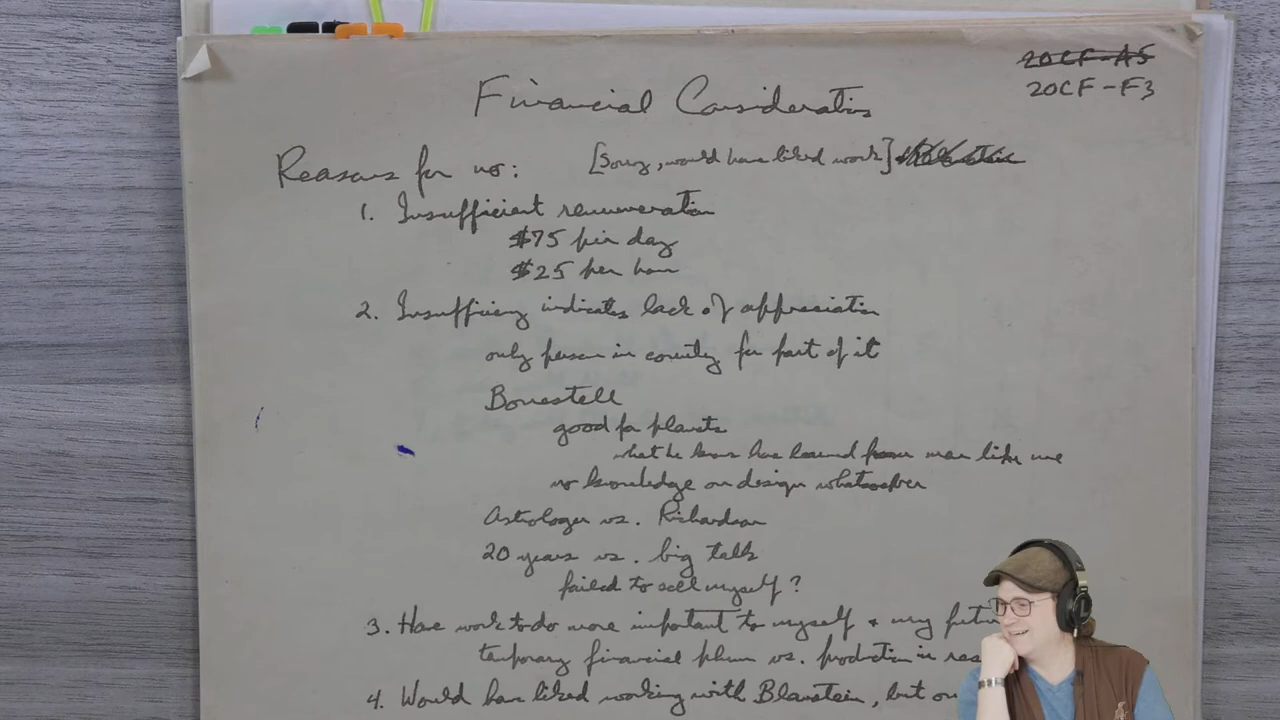 20CF-A5
20CF-F3
Financial Consideration
Reasons for no: [Sorry, would have liked work]
1. Insufficient remuneration
$75 per day
$25 per hour
2. Insufficiency indicates lack of appreciation
only person in country for part of it
Bonestell
good for planets
what he knows has learned from men like me
no knowledge on design whatsoever
Astrologer vs. Richardson
20 years vs. big talk
failed to sell myself?
3. Have work to do more important to myself & my
temporary financial plum vs. production in
4. Would have liked working with Blaustein, but